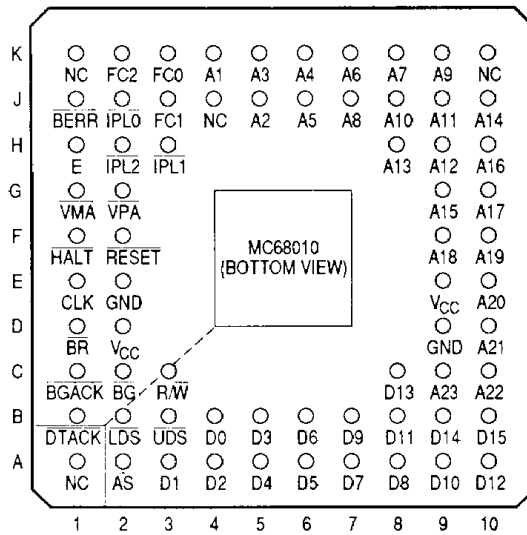 K
NC FC2 FC0 A1 A3 A4 A6 A7 A9 NC
J
BERR IPL0 FC1 NC A2 A5 A8 A10 A11 A14
H
E IPL2 IPL1 A13 A12 A16
G
VMA VPA A15 A17
F
HALT RESET A18 A19
MC68010
(BOTTOM VIEW)
E
CLK GND VCC A20
D
BR VCC GND A21
C
BGACK BG R/W D13 A23 A22
B
DTACK LDS UDS D0 D3 D6 D9 D11 D14 D15
A
NC AS D1 D2 D4 D5 D7 D8 D10 D12
1 2 3 4 5 6 7 8 9 10